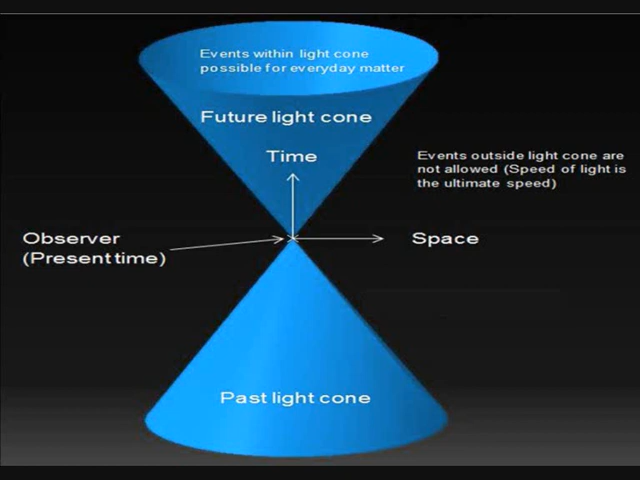 Events within light cone
possible for everyday matter
Future light cone
Time
Events outside light cone are
not allowed (Speed of light is
the ultimate speed)
Observer
(Present time)
Space
Past light cone